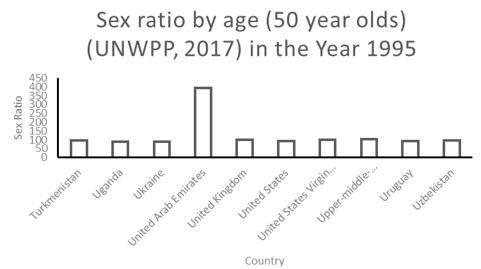 Sex ratio by age (50 year olds)
(UNWPP, 2017) in the Year 1995
450
400
350
300
250
200
150
100
50
0
Sex Ratio
Turkmenistan
Uganda
Ukraine
United Arab Emirates
United Kingdom
United States
United States Virgin...
Upper-middle-...
Uruguay
Uzbekistan
Country